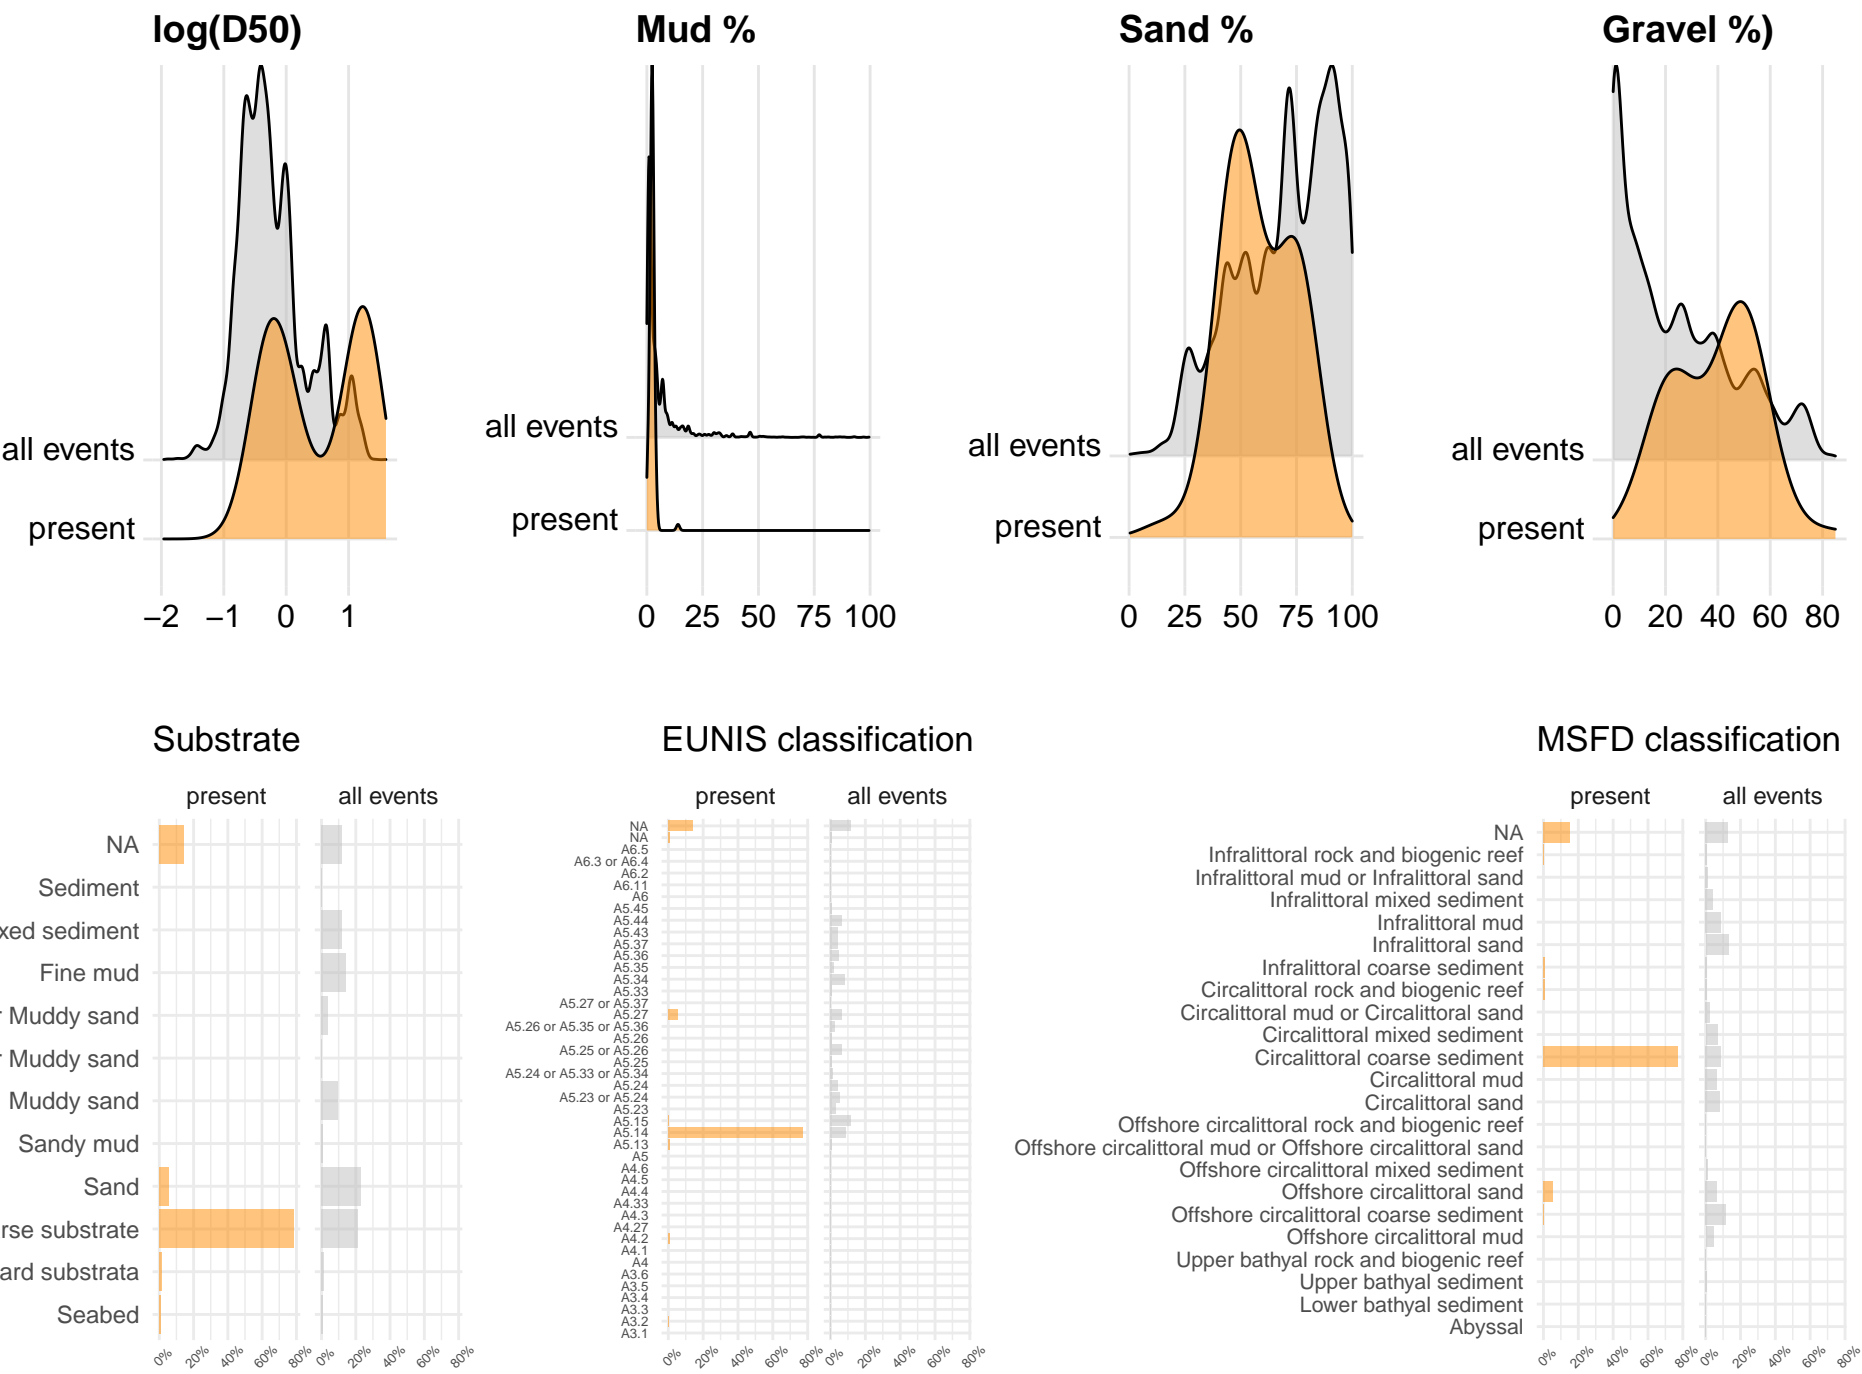 log(D50)
Mud %
Sand %
Gravel %)
all events
present
−2 −1 0 1
all events
present
0 25 50 75 100
all events
present
0 25 50 75 100
all events
present
0 20 40 60 80
Substrate
present all events
NA
Sediment
xed sediment
Fine mud
r Muddy sand
r Muddy sand
Muddy sand
Sandy mud
Sand
rse substrate
ard substrata
Seabed
0% 20% 40% 60% 80% 0% 20% 40% 60% 80%
EUNIS classification
present all events
NA
NA
A6.5
A6.3 or A6.4
A6.2
A6.11
A6
A5.45
A5.44
A5.43
A5.37
A5.36
A5.35
A5.34
A5.33
A5.27 or A5.37
A5.27
A5.26 or A5.35 or A5.36
A5.26
A5.25 or A5.26
A5.25
A5.24 or A5.33 or A5.34
A5.24
A5.23 or A5.24
A5.23
A5.15
A5.14
A5.13
A5
A4.6
A4.5
A4.4
A4.33
A4.3
A4.27
A4.2
A4.1
A4
A3.6
A3.5
A3.4
A3.3
A3.2
A3.1
0% 20% 40% 60% 80% 0% 20% 40% 60% 80%
MSFD classification
present all events
NA
Infralittoral rock and biogenic reef
Infralittoral mud or Infralittoral sand
Infralittoral mixed sediment
Infralittoral mud
Infralittoral sand
Infralittoral coarse sediment
Circalittoral rock and biogenic reef
Circalittoral mud or Circalittoral sand
Circalittoral mixed sediment
Circalittoral coarse sediment
Circalittoral mud
Circalittoral sand
Offshore circalittoral rock and biogenic reef
Offshore circalittoral mud or Offshore circalittoral sand
Offshore circalittoral mixed sediment
Offshore circalittoral sand
Offshore circalittoral coarse sediment
Offshore circalittoral mud
Upper bathyal rock and biogenic reef
Upper bathyal sediment
Lower bathyal sediment
Abyssal
0% 20% 40% 60% 80% 0% 20% 40% 60% 80%